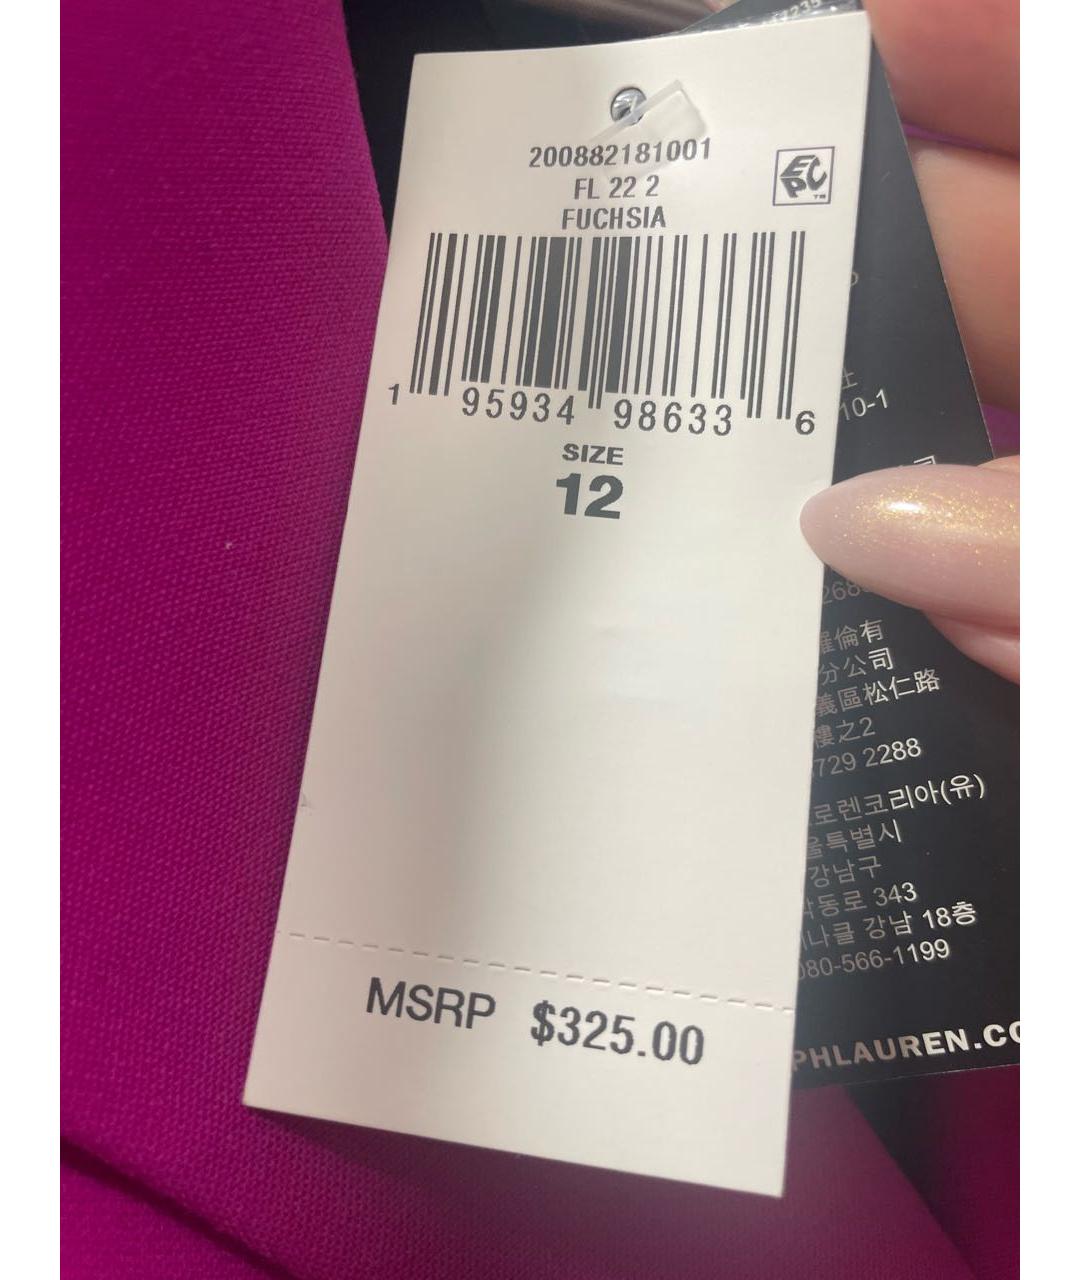 200882181001
FL 22 2
FUCHSIA
EPC
1 95934 98633 6
SIZE
12
MSRP $325.00
10-1
倫有
分公司
義區松仁路
樓之2
729 2288
로렌코리아(유)
특별시
강남구
동로 343
나클 강남 18층
080-566-1199
PHLAUREN.CO